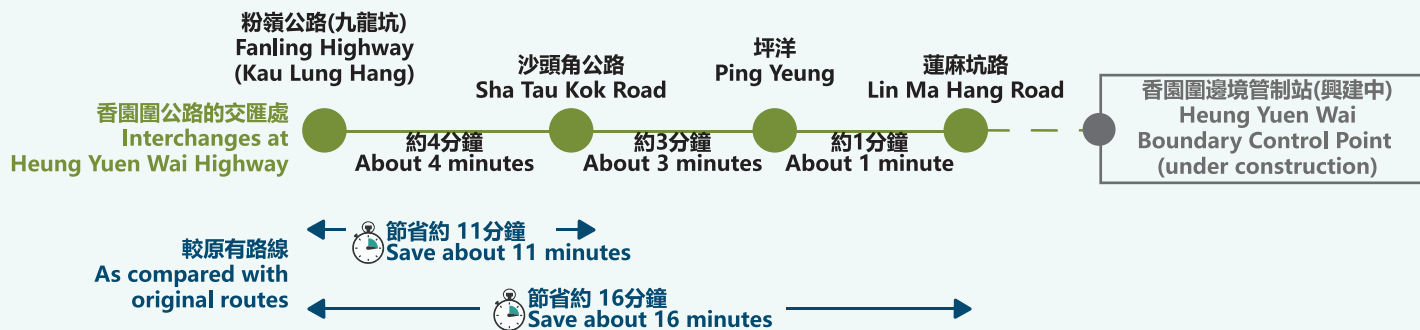 粉嶺公路(九龍坑)
Fanling Highway
(Kau Lung Hang)
沙頭角公路
Sha Tau Kok Road
坪洋
Ping Yeung
蓮麻坑路
Lin Ma Hang Road
香園圍邊境管制站(興建中)
Heung Yuen Wai
Boundary Control Point
(under construction)
香園圍公路的交匯處
Interchanges at
Heung Yuen Wai Highway
約4分鐘
About 4 minutes
約3分鐘
About 3 minutes
約1分鐘
About 1 minute
較原有路線
As compared with
original routes
節省約 11分鐘
Save about 11 minutes
節省約 16分鐘
Save about 16 minutes